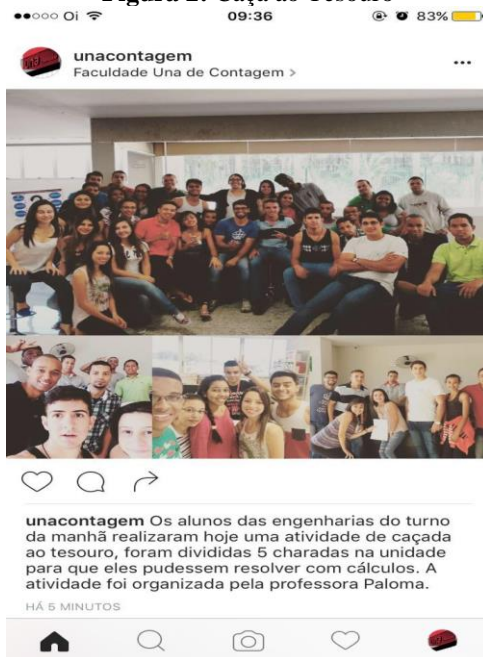 Figura 2: Caça ao Tesouro
Oi 09:36 83%
unacontagem
Faculdade Una de Contagem >
unacontagem Os alunos das engenharias do turno
da manhã realizaram hoje uma atividade de caçada
ao tesouro, foram divididas 5 charadas na unidade
para que eles pudessem resolver com cálculos. A
atividade foi organizada pela professora Paloma.
HÁ 5 MINUTOS